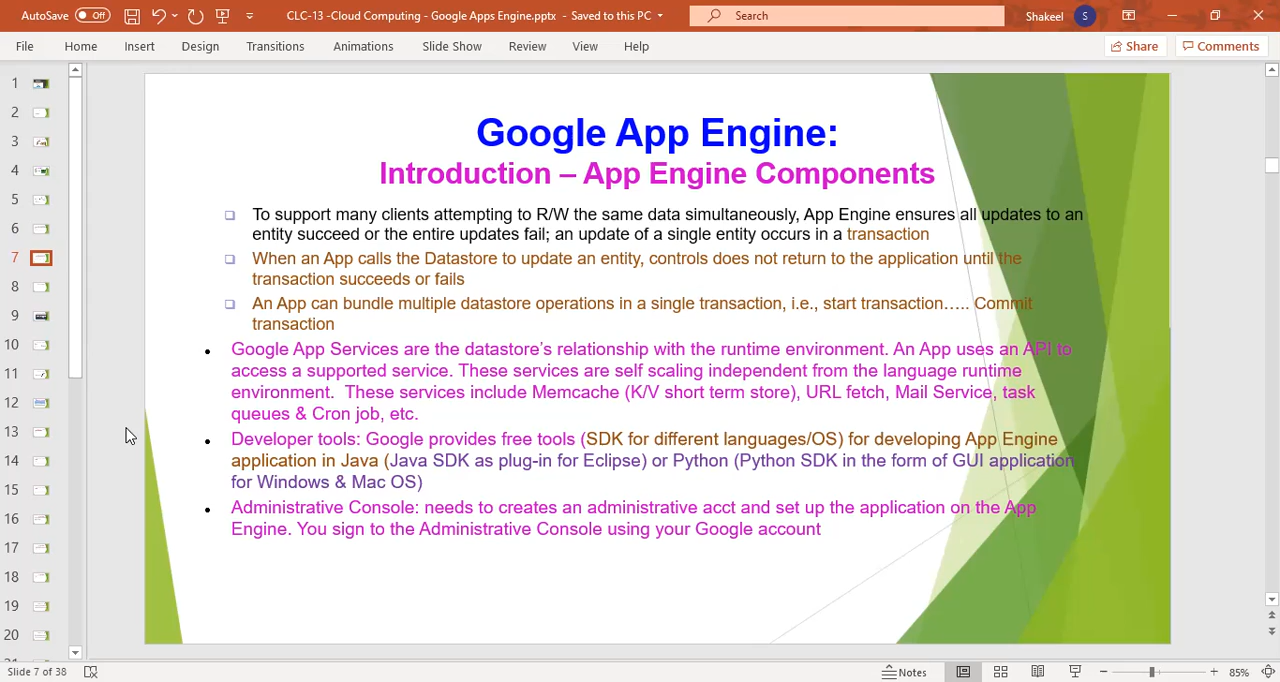 AutoSave Off CLC-13 -Cloud Computing - Google Apps Engine.pptx - Saved to this PC Search Shakeel S
File Home Insert Design Transitions Animations Slide Show Review View Help Share Comments
1
2
3
4
5
6
7
8
9
10
11
12
13
14
15
16
17
18
19
20
Google App Engine:
Introduction – App Engine Components
To support many clients attempting to R/W the same data simultaneously, App Engine ensures all updates to an
entity succeed or the entire updates fail; an update of a single entity occurs in a transaction
When an App calls the Datastore to update an entity, controls does not return to the application until the
transaction succeeds or fails
An App can bundle multiple datastore operations in a single transaction, i.e., start transaction….. Commit
transaction
• Google App Services are the datastore's relationship with the runtime environment. An App uses an API to
access a supported service. These services are self scaling independent from the language runtime
environment. These services include Memcache (K/V short term store), URL fetch, Mail Service, task
queues & Cron job, etc.
• Developer tools: Google provides free tools (SDK for different languages/OS) for developing App Engine
application in Java (Java SDK as plug-in for Eclipse) or Python (Python SDK in the form of GUI application
for Windows & Mac OS)
• Administrative Console: needs to creates an administrative acct and set up the application on the App
Engine. You sign to the Administrative Console using your Google account
Slide 7 of 38 Notes 85%